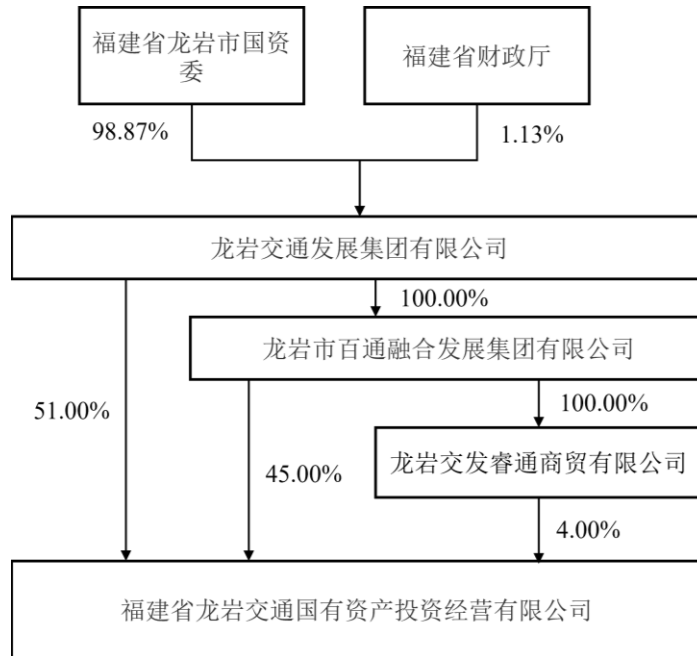 福建省龙岩市国资
委
福建省财政厅
98.87%
1.13%
龙岩交通发展集团有限公司
100.00%
龙岩市百通融合发展集团有限公司
51.00%
100.00%
45.00%
龙岩交发睿通商贸有限公司
4.00%
福建省龙岩交通国有资产投资经营有限公司